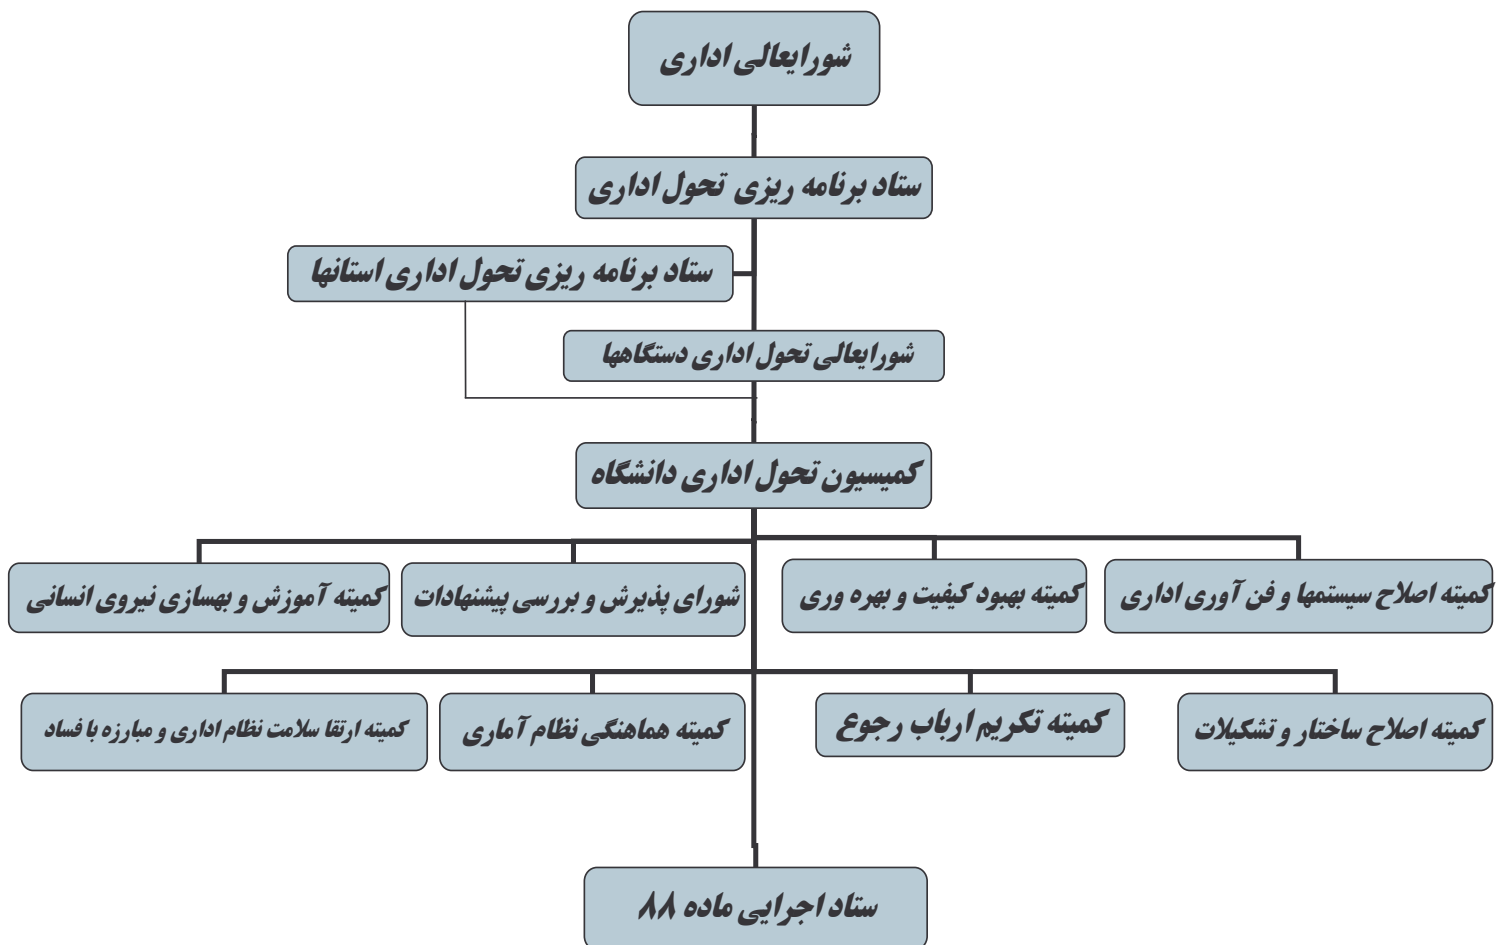 شورایعالی اداری
ستاد برنامه ریزی تحول اداری
ستاد برنامه ریزی تحول اداری استانها
شورایعالی تحول اداری دستگاهها
کمیسیون تحول اداری دانشگاه
کمیته اصلاح سیستمها و فن آوری اداری
کمیته بهبود کیفیت و بهره وری
شورای پذیرش و بررسی پیشنهادات
کمیته آموزش و بهسازی نیروی انسانی
کمیته اصلاح ساختار و تشکیلات
کمیته تکریم ارباب رجوع
کمیته هماهنگی نظام آماری
کمیته ارتقا سلامت نظام اداری و مبارزه با فساد
ستاد اجرایی ماده ۸۸